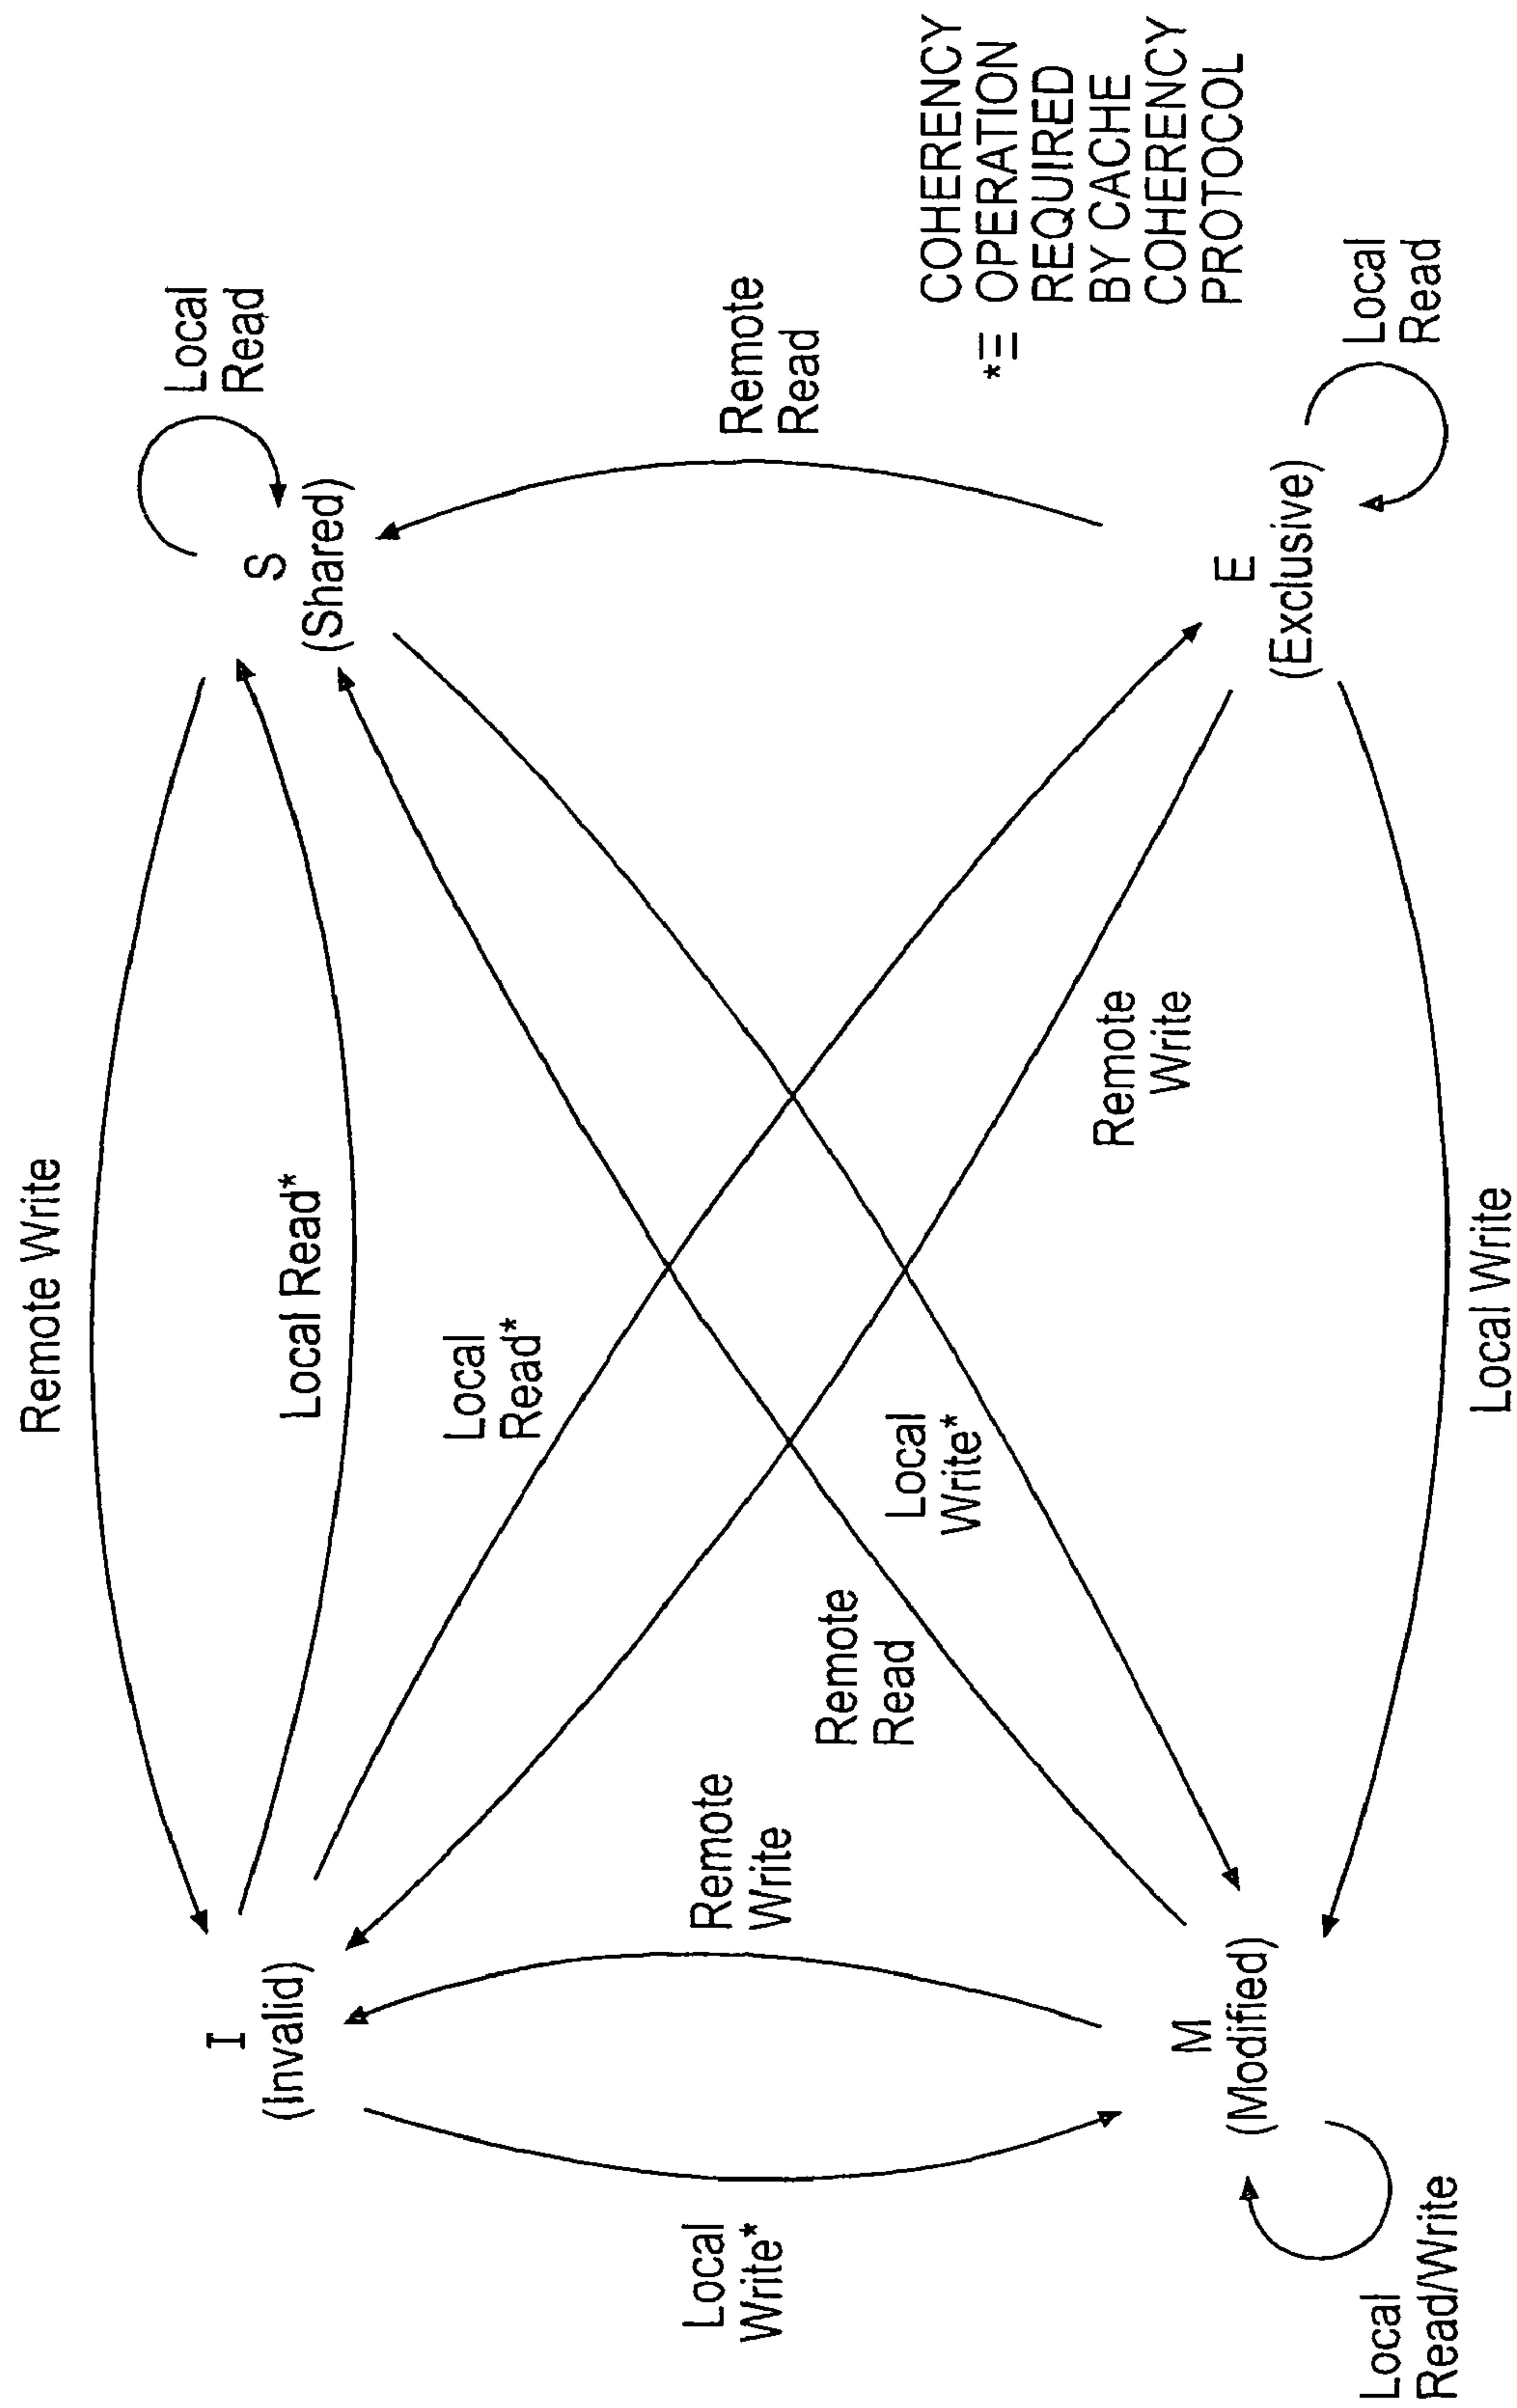 Remote Write
Local
Read
I
(Invalid)
S
(Shared)
Local Read*
Local
Read*
Local
Write*
Remote
Write
Remote
Read
Remote
Read
Local
Write*
COHERENCY
*≡ OPERATION
REQUIRED
BY CACHE
COHERENCY
PROTOCOL
Remote
Write
M
(Modified)
E
(Exclusive)
Local
Read/Write
Local
Read
Local Write